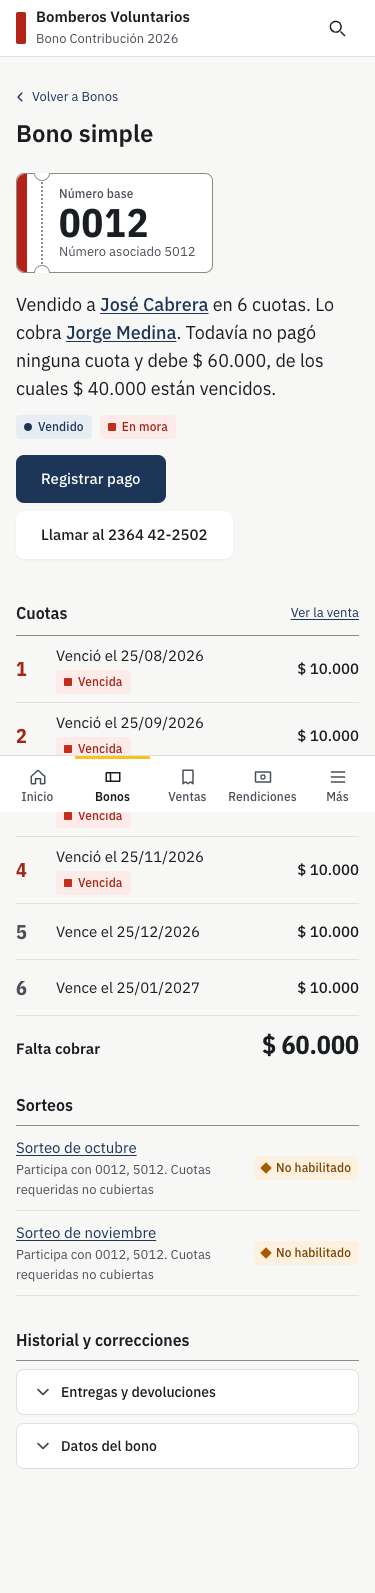 Bomberos Voluntarios
Bono Contribución 2026
Volver a Bonos
Bono simple
Número base
0012
Número asociado 5012
Vendido a José Cabrera en 6 cuotas. Lo
cobra Jorge Medina. Todavía no pagó
ninguna cuota y debe $ 60.000, de los
cuales $ 40.000 están vencidos.
Vendido
En mora
Registrar pago
Llamar al 2364 42-2502
Cuotas
Ver la venta
1
Venció el 25/08/2026
Vencida
$ 10.000
2
Venció el 25/09/2026
Vencida
$ 10.000
Inicio
Bonos
Ventas
Rendiciones
Más
Vencida
4
Venció el 25/11/2026
Vencida
$ 10.000
5
Vence el 25/12/2026
$ 10.000
6
Vence el 25/01/2027
$ 10.000
Falta cobrar
$ 60.000
Sorteos
Sorteo de octubre
Participa con 0012, 5012. Cuotas
requeridas no cubiertas
No habilitado
Sorteo de noviembre
Participa con 0012, 5012. Cuotas
requeridas no cubiertas
No habilitado
Historial y correcciones
Entregas y devoluciones
Datos del bono